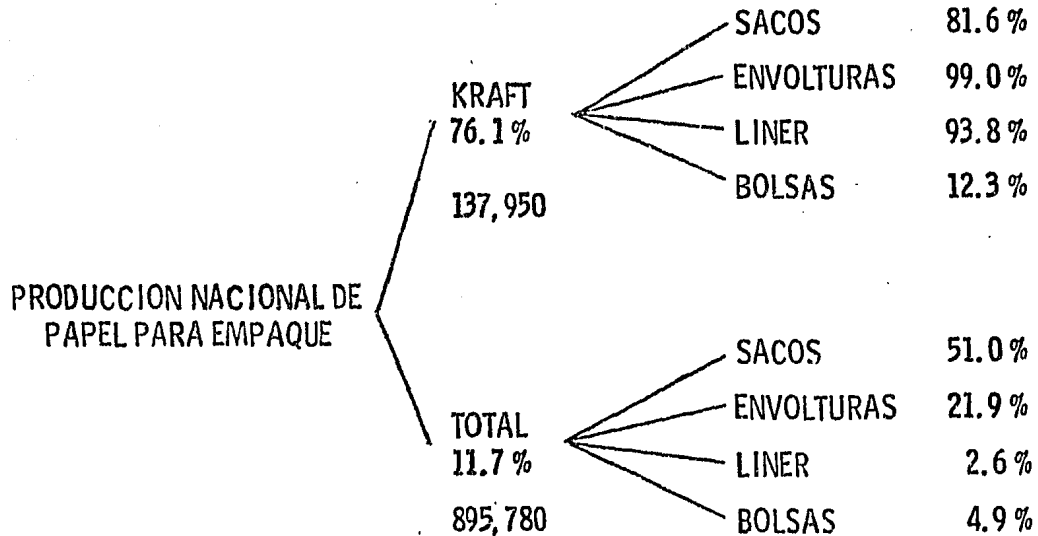 SACOS 81.6 %
ENVOLTURAS 99.0 %
KRAFT
76.1 %
LINER 93.8 %
BOLSAS 12.3 %
137,950
PRODUCCION NACIONAL DE
PAPEL PARA EMPAQUE
SACOS 51.0 %
ENVOLTURAS 21.9 %
TOTAL
11.7 %
LINER 2.6 %
895,780
BOLSAS 4.9 %